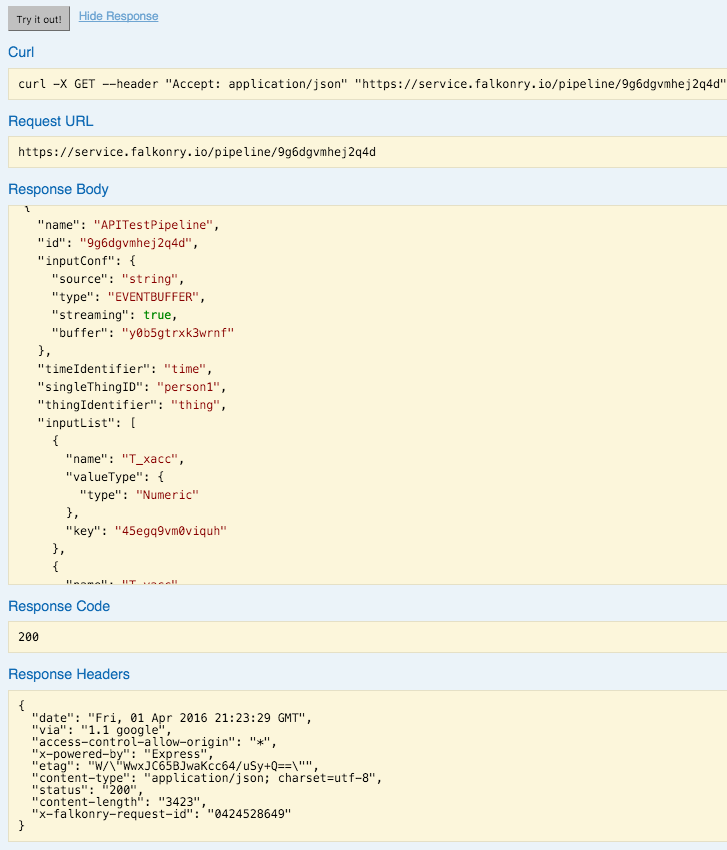 Try it out! Hide Response
Curl
curl -X GET --header "Accept: application/json" "https://service.falkonry.io/pipeline/9g6dgvmhej2q4d"
Request URL
https://service.falkonry.io/pipeline/9g6dgvmhej2q4d
Response Body
{
"name": "APITestPipeline",
"id": "9g6dgvmhej2q4d",
"inputConf": {
"source": "string",
"type": "EVENTBUFFER",
"streaming": true,
"buffer": "y0b5gtrxk3wrnf"
},
"timeIdentifier": "time",
"singleThingID": "person1",
"thingIdentifier": "thing",
"inputList": [
{
"name": "T_xacc",
"valueType": {
"type": "Numeric"
},
"key": "45egq9vm0viquh"
},
{
"name":
Response Code
200
Response Headers
{
"date": "Fri, 01 Apr 2016 21:23:29 GMT",
"via": "1.1 google",
"access-control-allow-origin": "*",
"x-powered-by": "Express",
"etag": "W/\"WwxJC65BJwaKcc64/uSy+Q==\"",
"content-type": "application/json; charset=utf-8",
"status": "200",
"content-length": "3423",
"x-falkonry-request-id": "0424528649"
}